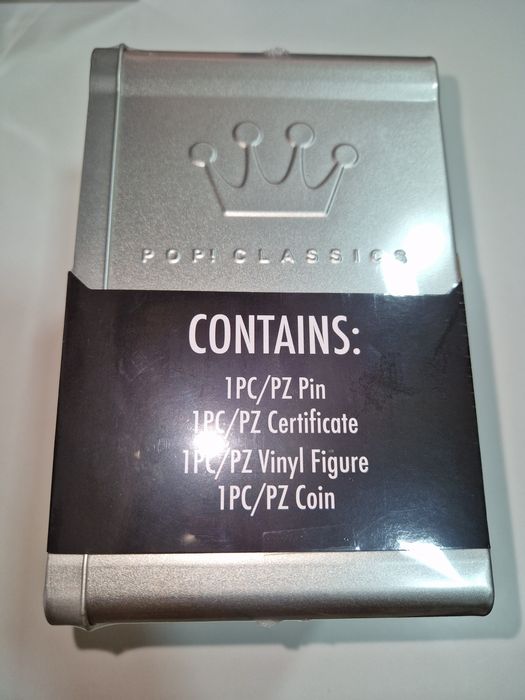 POP! CLASSICS
CONTAINS:
1PC/PZ Pin
1PC/PZ Certificate
1PC/PZ Vinyl Figure
1PC/PZ Coin